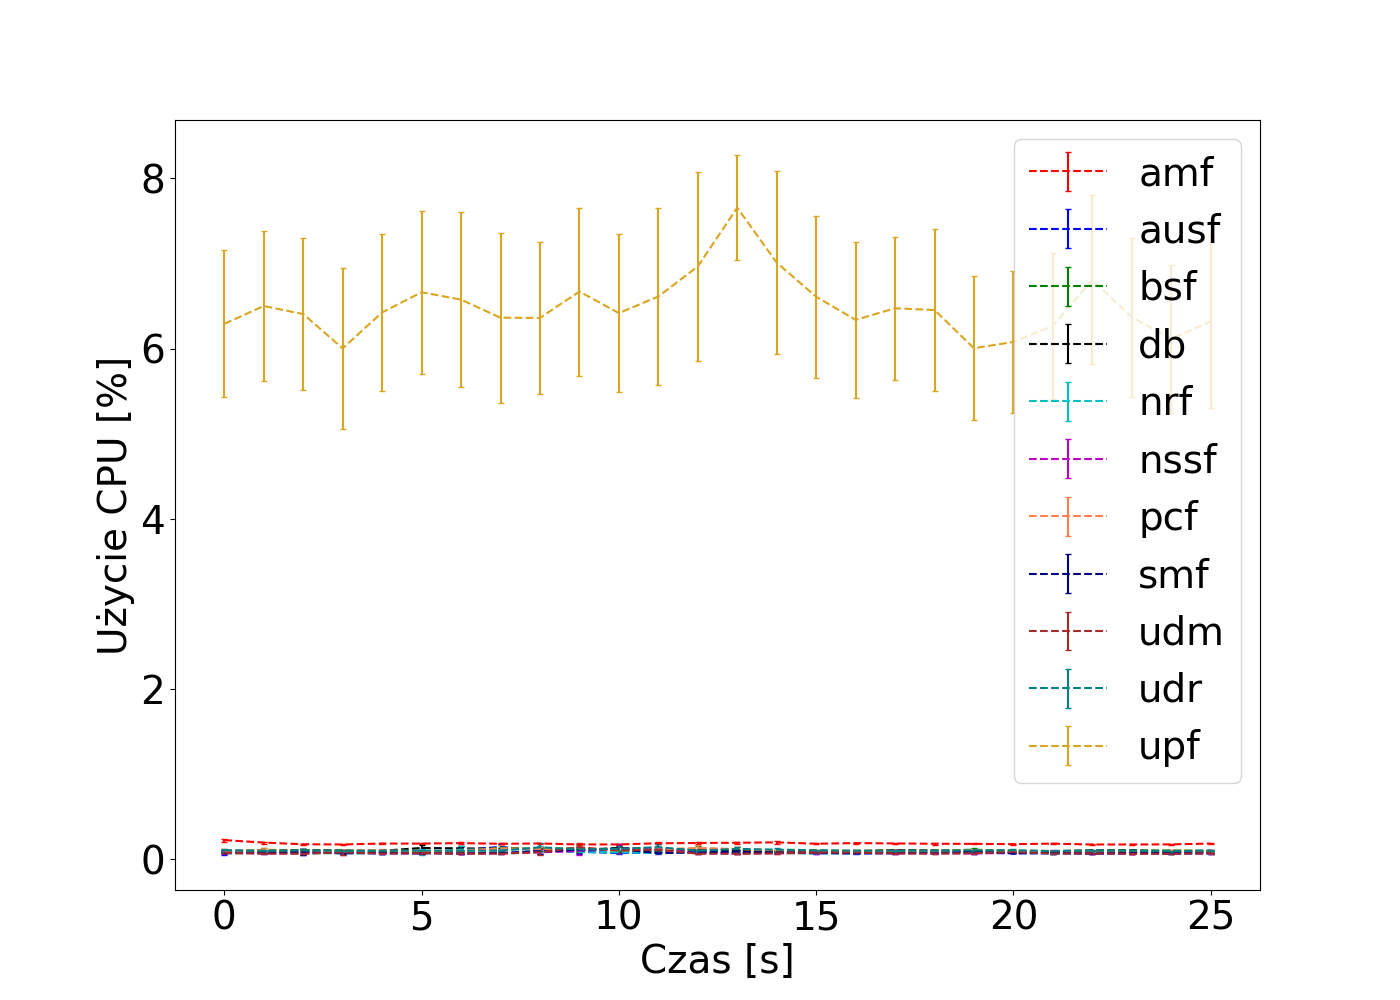 Użycie CPU [%]
8
6
4
2
0
0 5 10 15 20 25
Czas [s]
amf
ausf
bsf
db
nrf
nssf
pcf
smf
udm
udr
upf